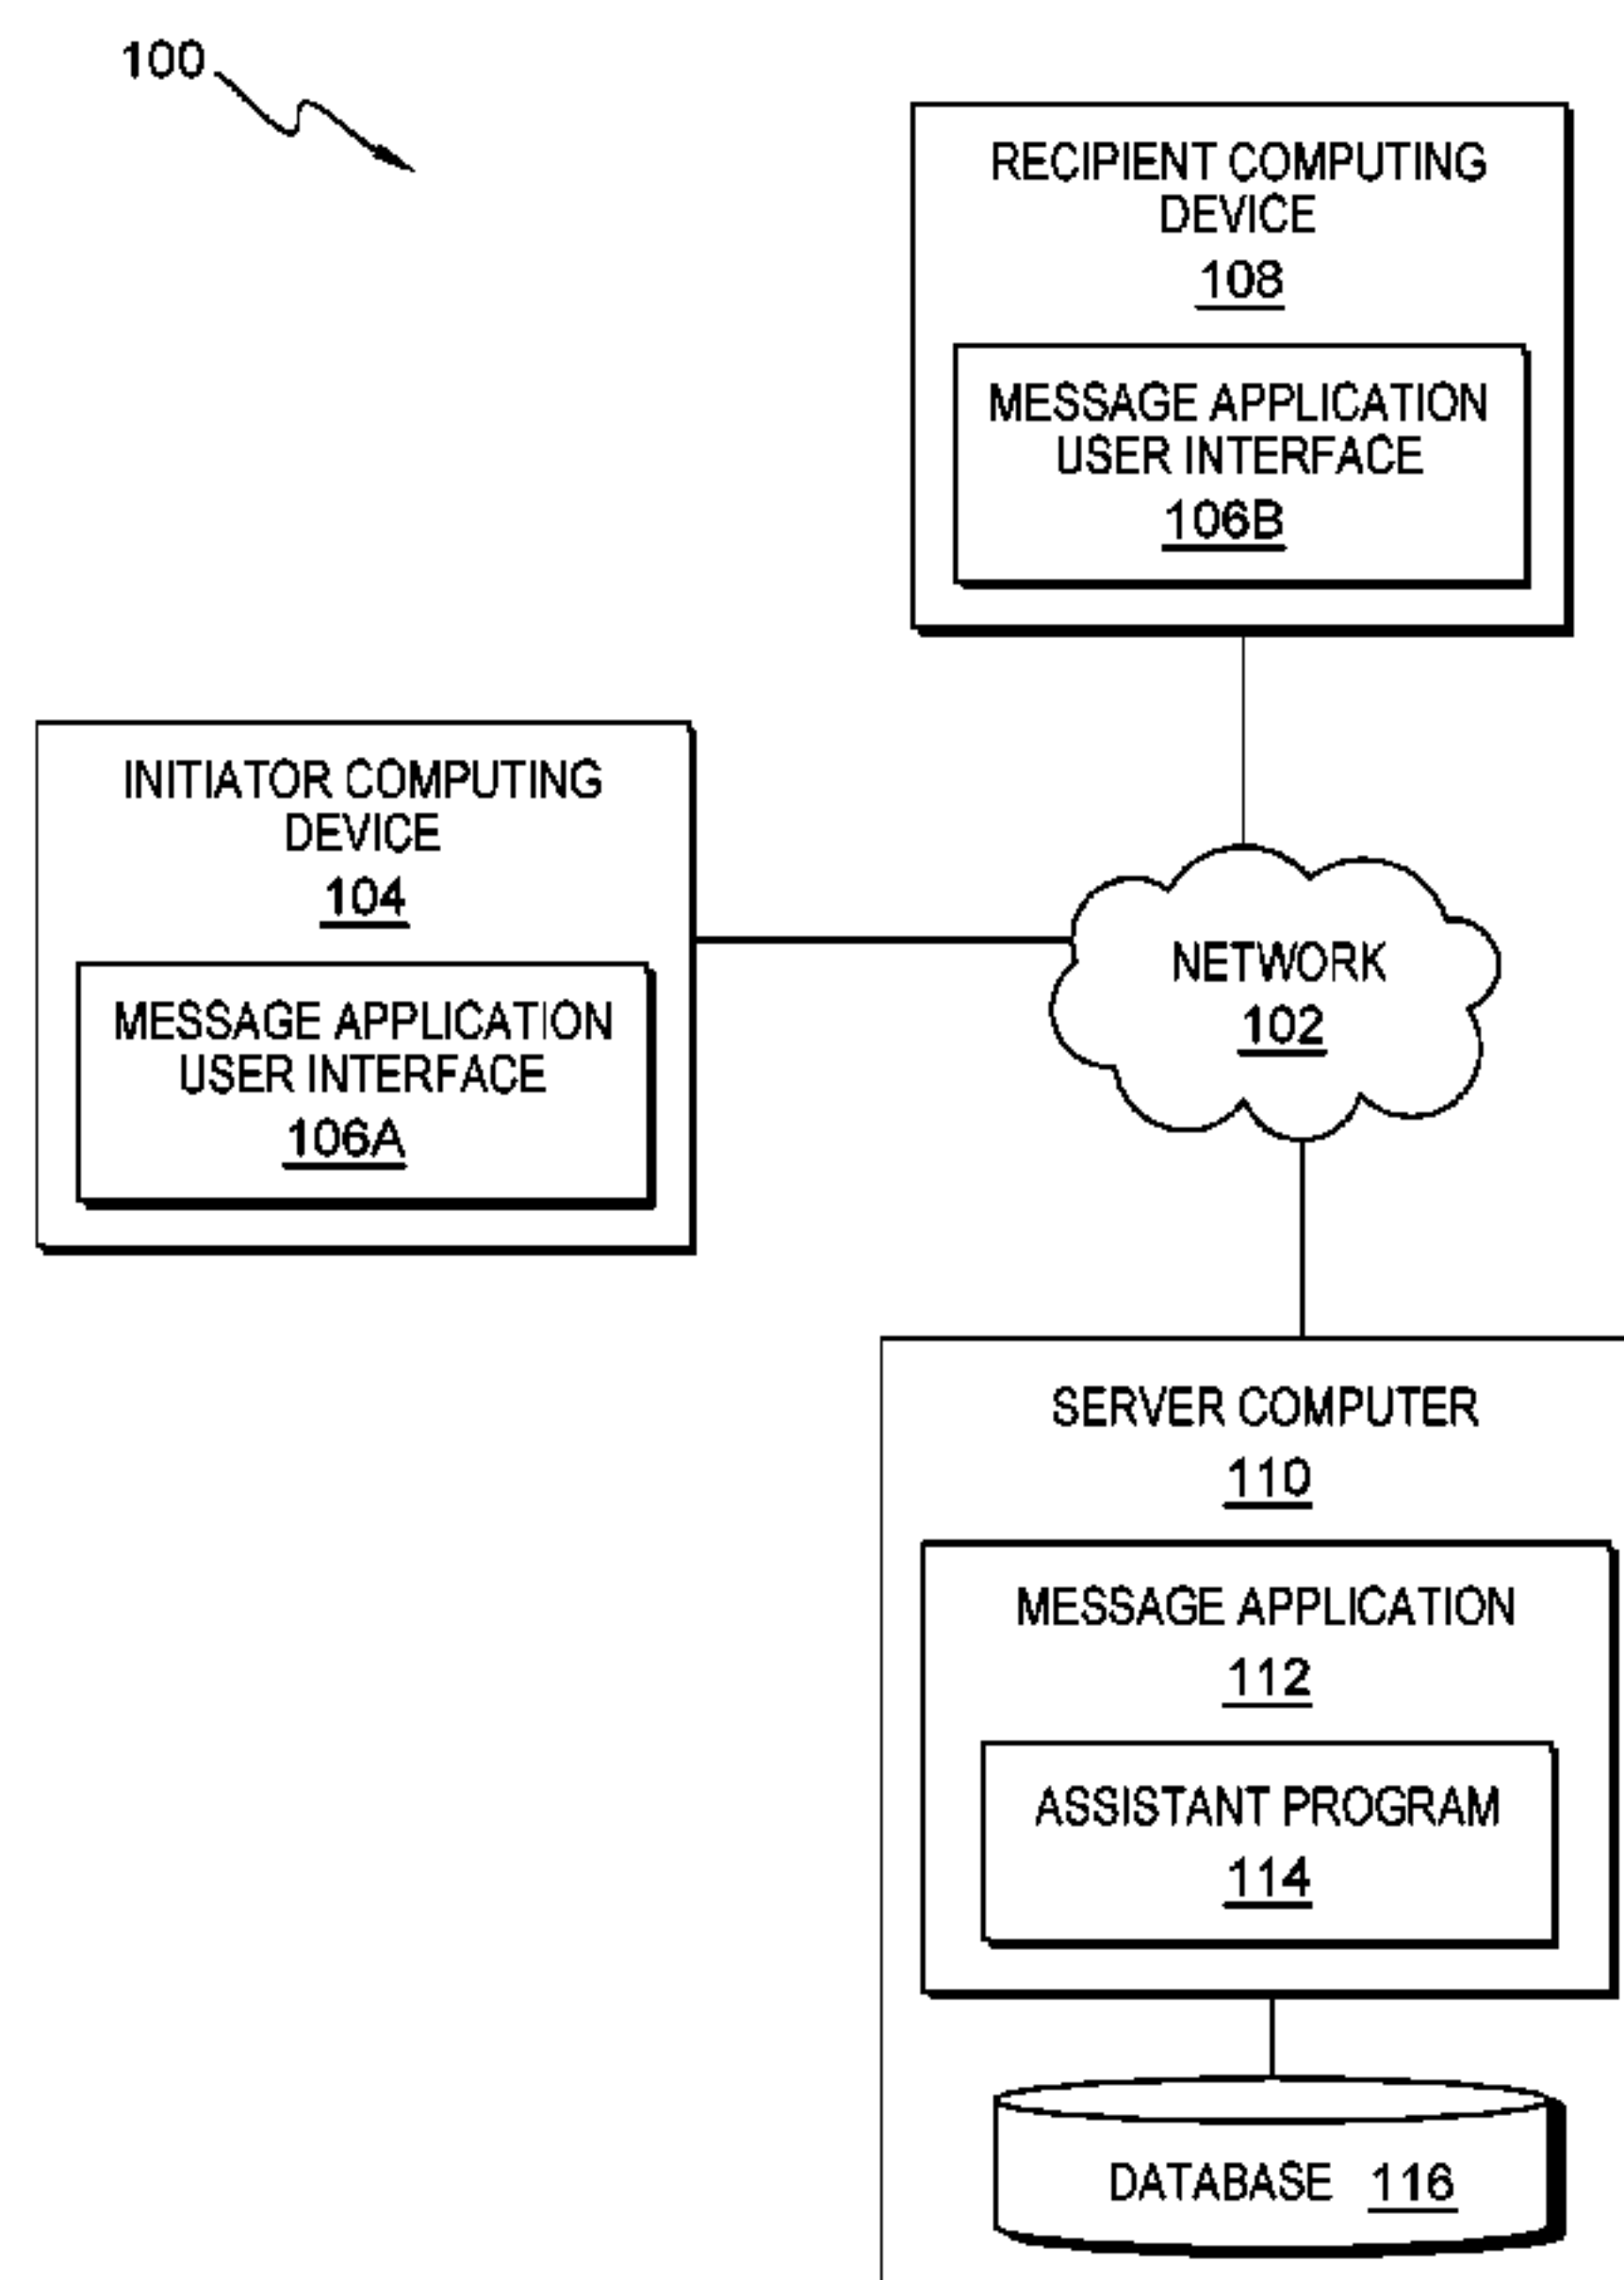 100
RECIPIENT COMPUTING
DEVICE
108
MESSAGE APPLICATION
USER INTERFACE
106B
INITIATOR COMPUTING
DEVICE
104
MESSAGE APPLICATION
USER INTERFACE
106A
NETWORK
102
SERVER COMPUTER
110
MESSAGE APPLICATION
112
ASSISTANT PROGRAM
114
DATABASE 116